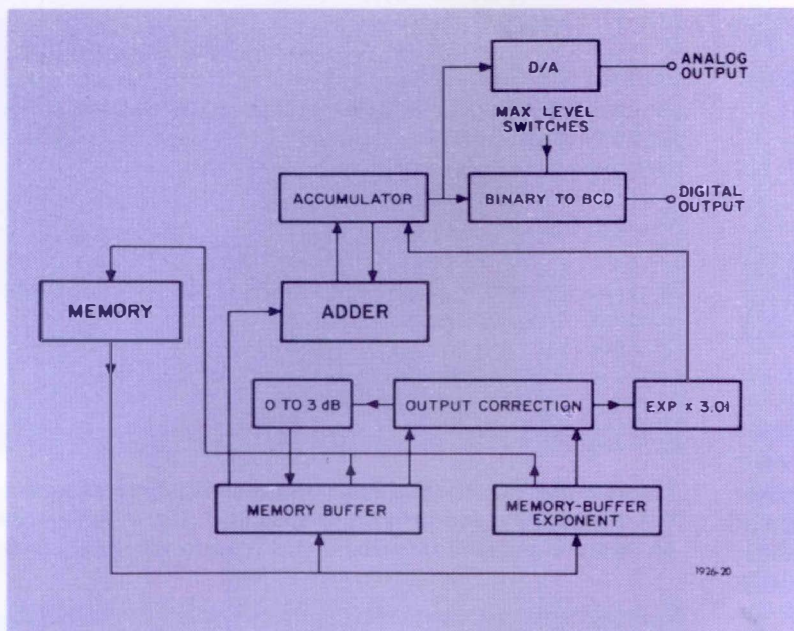 D/A
ANALOG
OUTPUT
MAX LEVEL
SWITCHES
ACCUMULATOR
BINARY TO BCD
DIGITAL
OUTPUT
MEMORY
ADDER
0 TO 3 dB
OUTPUT CORRECTION
EXP x 3.01
MEMORY BUFFER
MEMORY-BUFFER
EXPONENT
1926-20